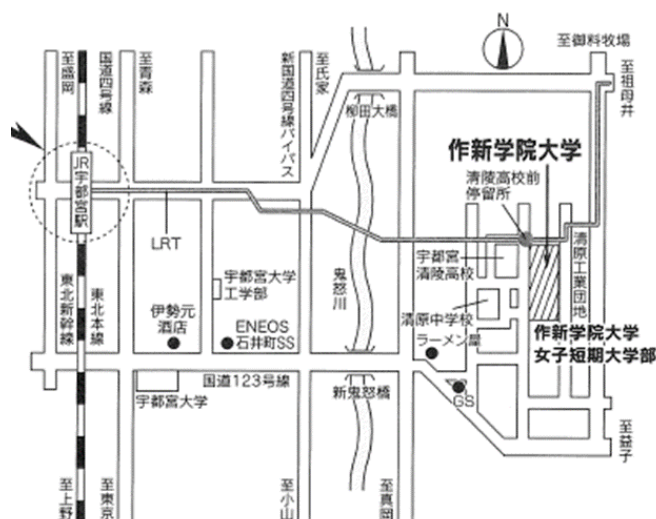 N
至御料牧場
至盛岡
国道四号線
至青森
新国道四号線バイパス
至氏家
至祖母井
柳田大橋
作新学院大学
清陵高校前
停留所
JR宇都宮駅
LRT
宇都宮
清陵高校
清原工業団地
鬼怒川
宇都宮大学
工学部
東北新幹線
東北本線
伊勢元
酒店
ENEOS
石井町SS
清原中学校
ラーメン屋
作新学院大学
女子短期大学部
国道123号線
宇都宮大学
新鬼怒橋
GS
至益子
至上野
至東京
至小山
至真岡